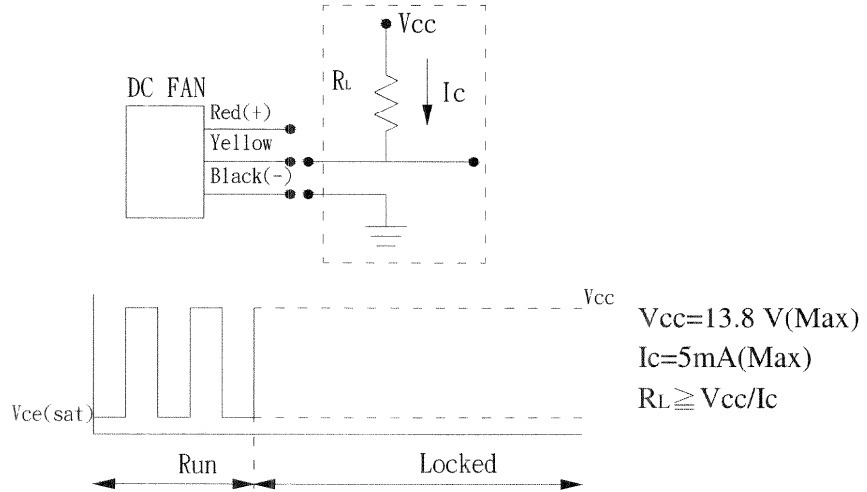 Vcc
DC FAN
RL
Ic
Red(+)
Yellow
Black(-)
Vcc
Vcc=13.8 V(Max)
Ic=5mA(Max)
RL≧Vcc/Ic
Vce(sat)
Run
Locked